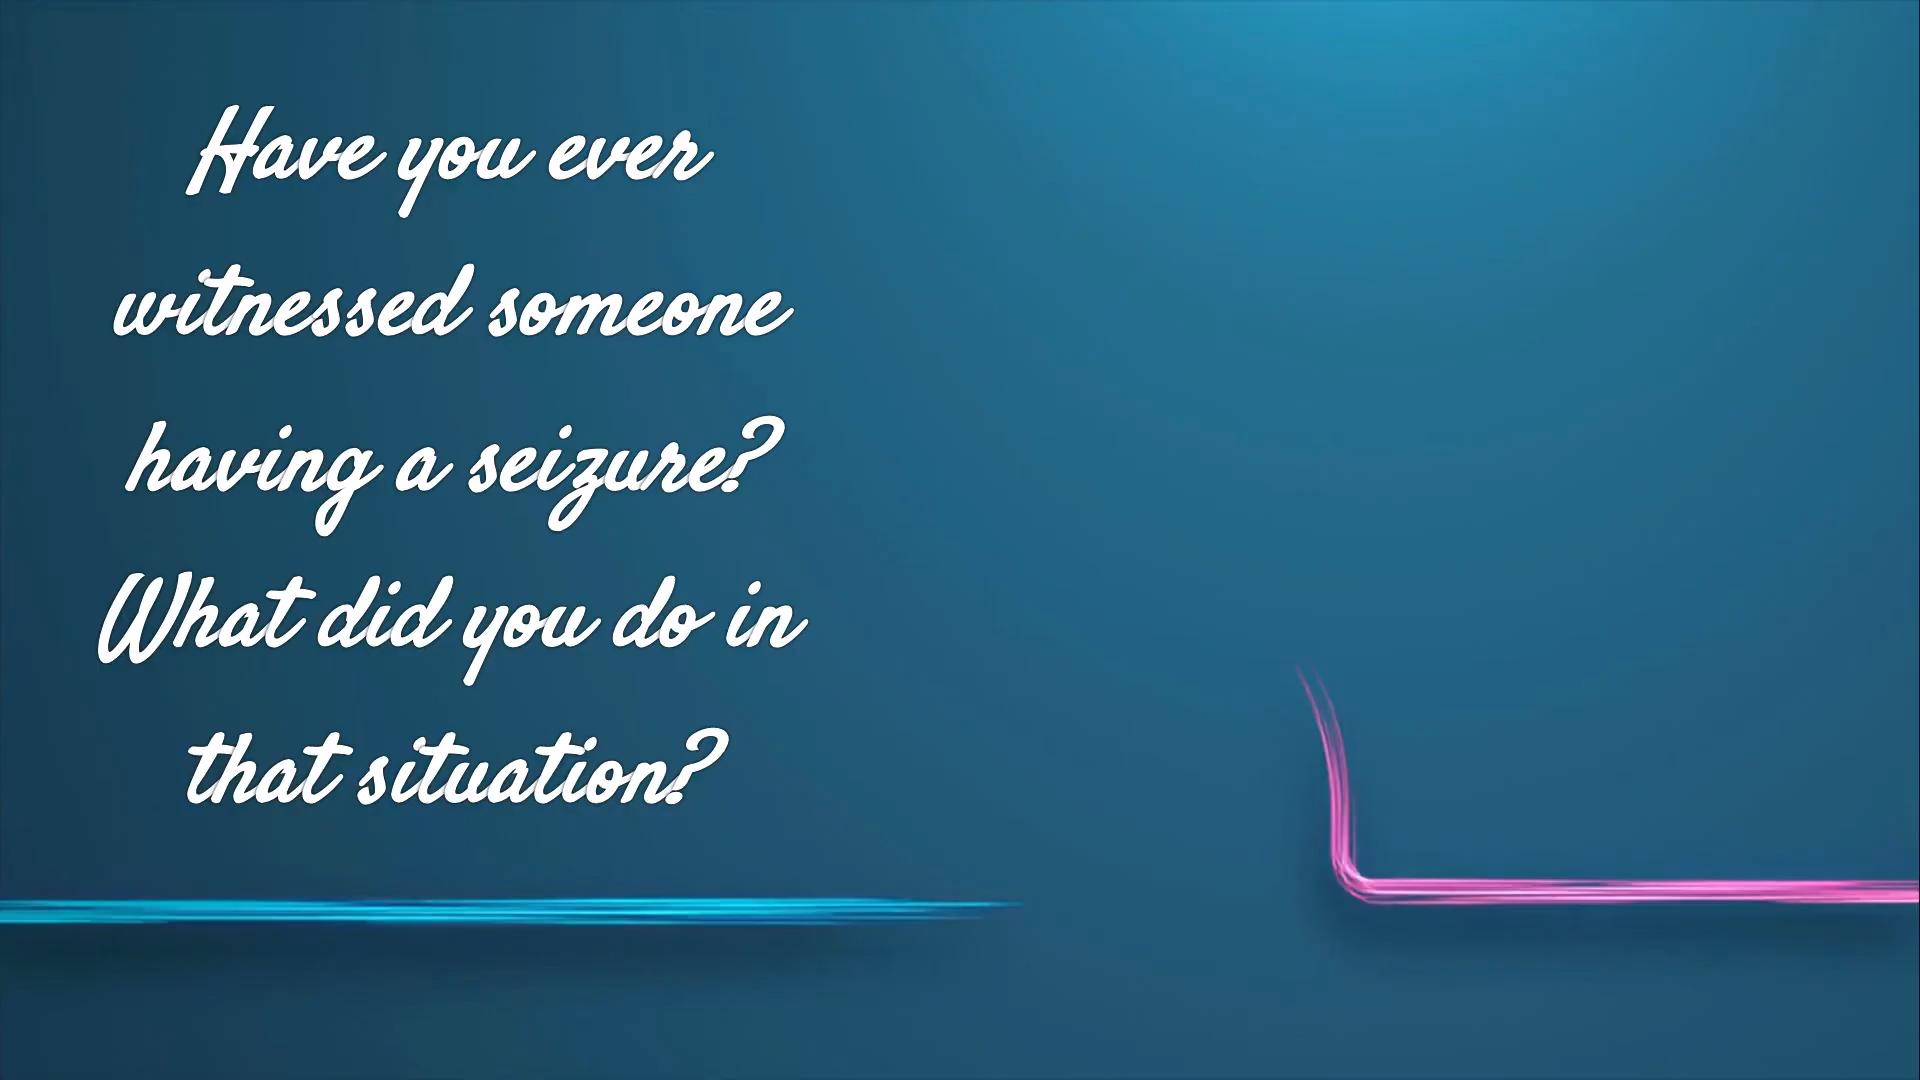 Have you ever
witnessed someone
having a seizure?
What did you do in
that situation?